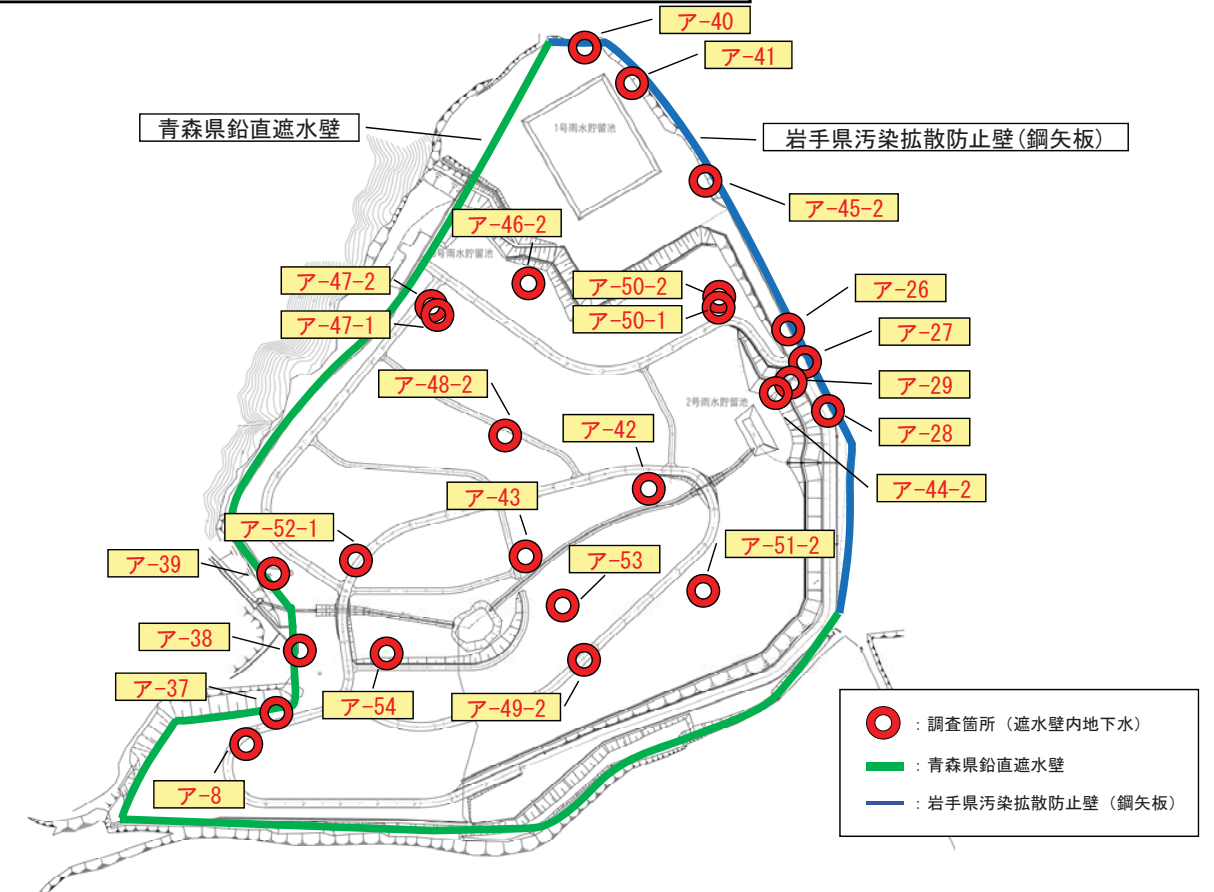 ア-40
ア-41
青森県鉛直遮水壁
1号雨水貯留池
岩手県汚染拡散防止壁(鋼矢板)
ア-45-2
ア-46-2
号雨水貯留池
ア-47-2
ア-50-2
ア-26
ア-47-1
ア-50-1
ア-27
ア-48-2
2号雨水貯留池
ア-29
ア-42
ア-28
ア-43
ア-44-2
ア-52-1
ア-51-2
ア-39
ア-53
ア-38
ア-37
ア-54
ア-49-2
ア-8
:調査箇所(遮水壁内地下水)
:青森県鉛直遮水壁
:岩手県汚染拡散防止壁(鋼矢板)